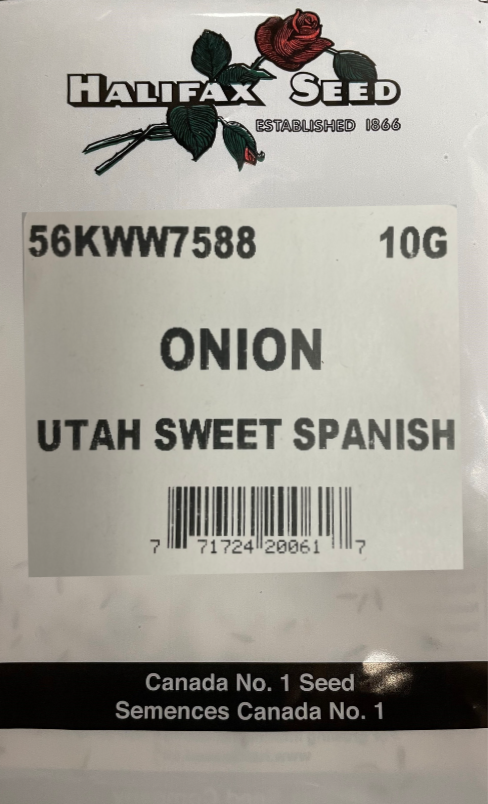 HALIFAX SEED
ESTABLISHED 1866
56KWW7588 10G
ONION
UTAH SWEET SPANISH
7 71724 20061 7
Canada No. 1 Seed
Semences Canada No. 1